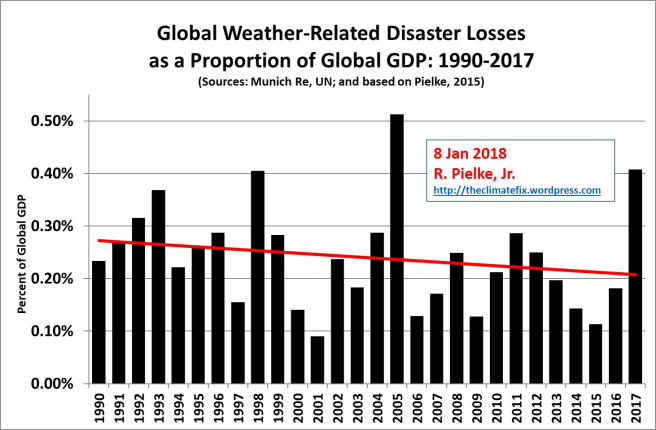 Global Weather-Related Disaster Losses
as a Proportion of Global GDP: 1990-2017
(Sources: Munich Re, UN; and based on Pielke, 2015)
Percent of Global GDP
0.50%
0.40%
0.30%
0.20%
0.10%
0.00%
8 Jan 2018
R. Pielke, Jr.
http://theclimatefix.wordpress.com
1990 1991 1992 1993 1994 1995 1996 1997 1998 1999 2000 2001 2002 2003 2004 2005 2006 2007 2008 2009 2010 2011 2012 2013 2014 2015 2016 2017